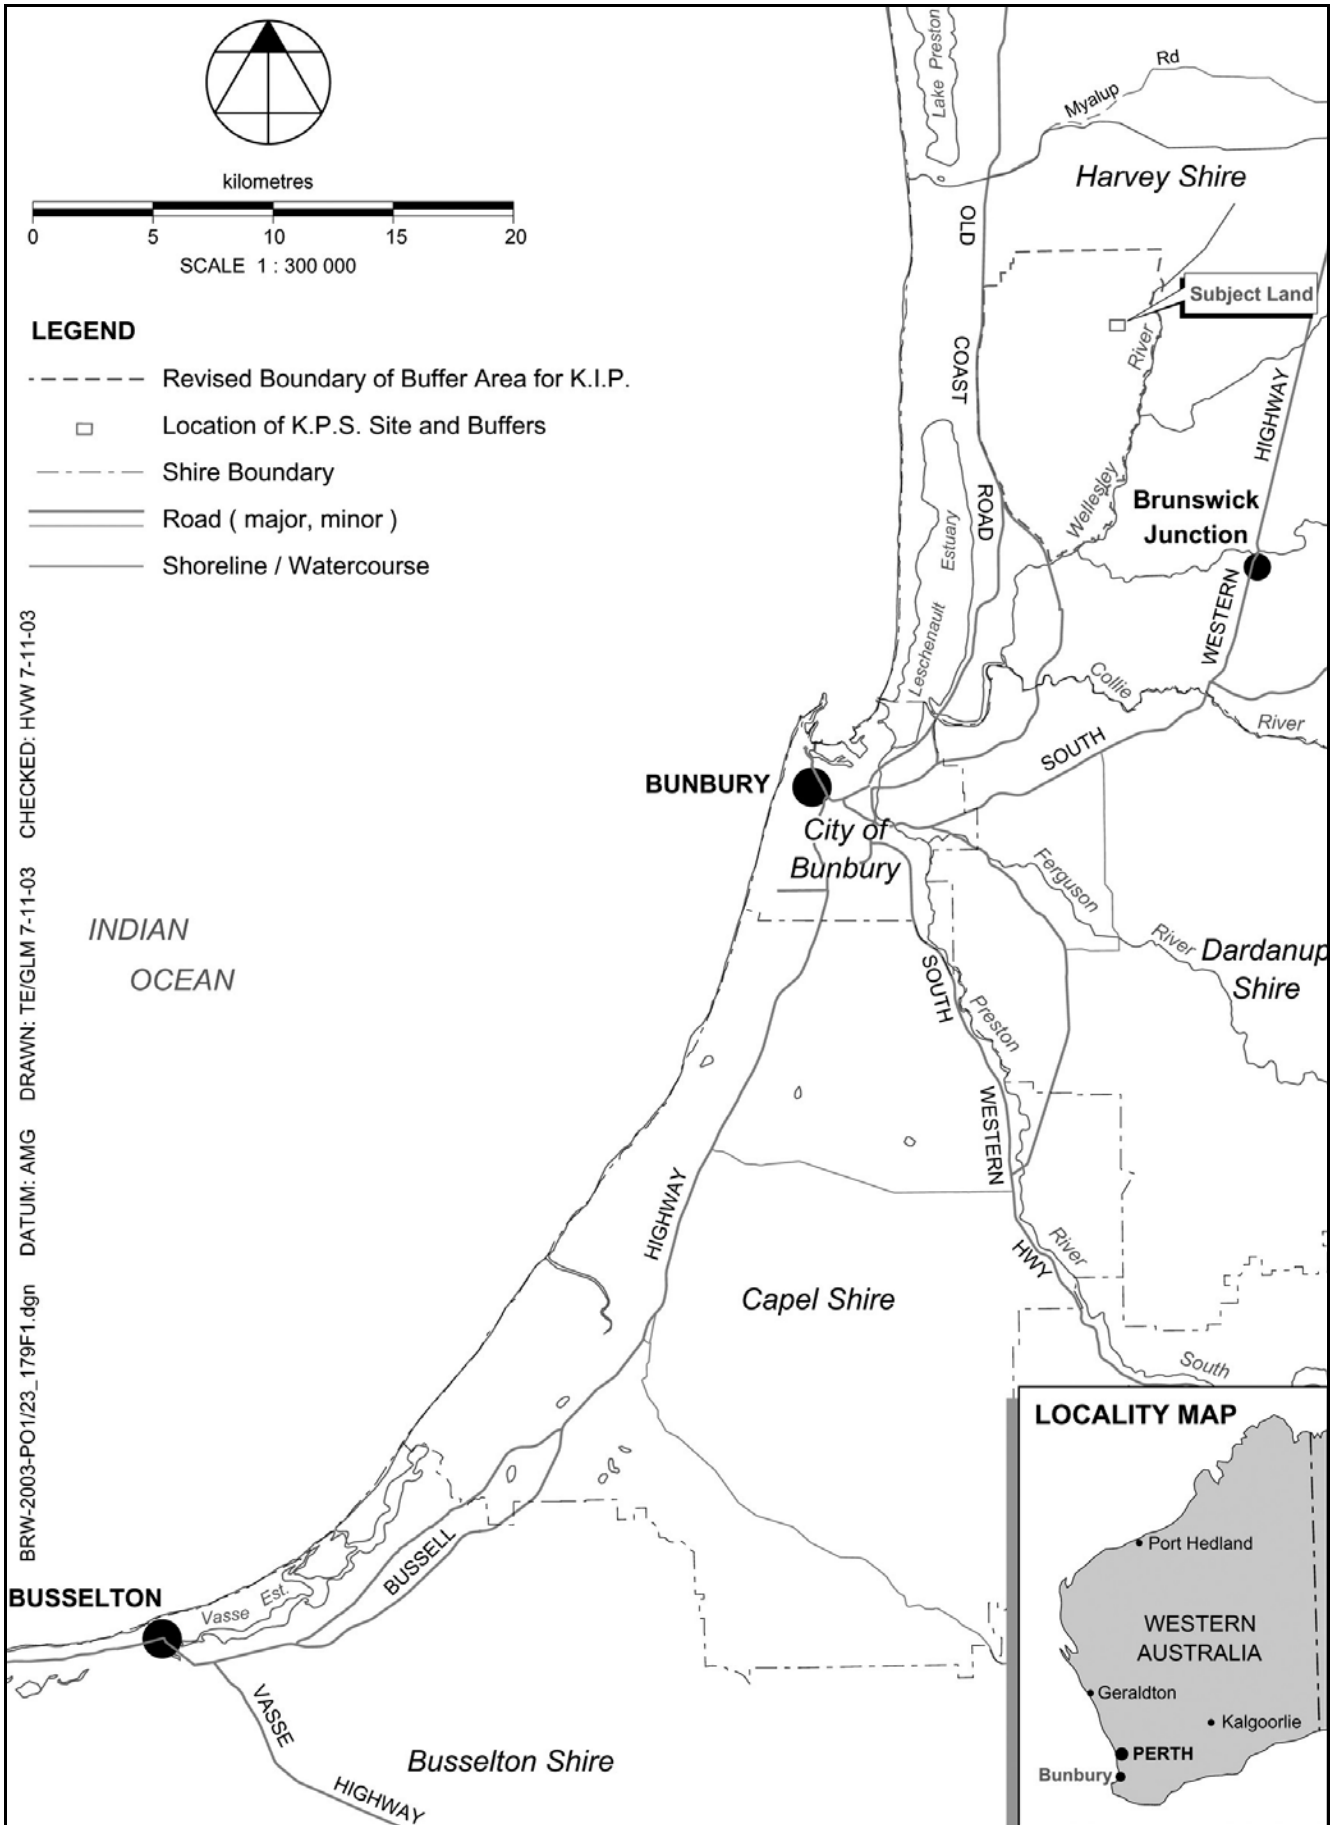 kilometres
0 5 10 15 20
SCALE 1 : 300 000
LEGEND
Revised Boundary of Buffer Area for K.I.P.
Location of K.P.S. Site and Buffers
Shire Boundary
Road ( major, minor )
Shoreline / Watercourse
BRW-2003-PO1/23_179F1.dgn DATUM: AMG DRAWN: TE/GLM 7-11-03 CHECKED: HVW 7-11-03
Lake Preston
Myalup Rd
Harvey Shire
OLD
COAST
ROAD
Subject Land
Wellesley River
HIGHWAY
Brunswick
Junction
WESTERN
Leschenault Estuary
Collie River
SOUTH
BUNBURY
City of
Bunbury
Ferguson River
INDIAN
OCEAN
Dardanup
Shire
SOUTH
WESTERN
HWY
Preston River
HIGHWAY
Capel Shire
South
BUSSELL
BUSSELTON
Vasse Est.
VASSE
HIGHWAY
Busselton Shire
LOCALITY MAP
Port Hedland
WESTERN
AUSTRALIA
Geraldton
Kalgoorlie
PERTH
Bunbury